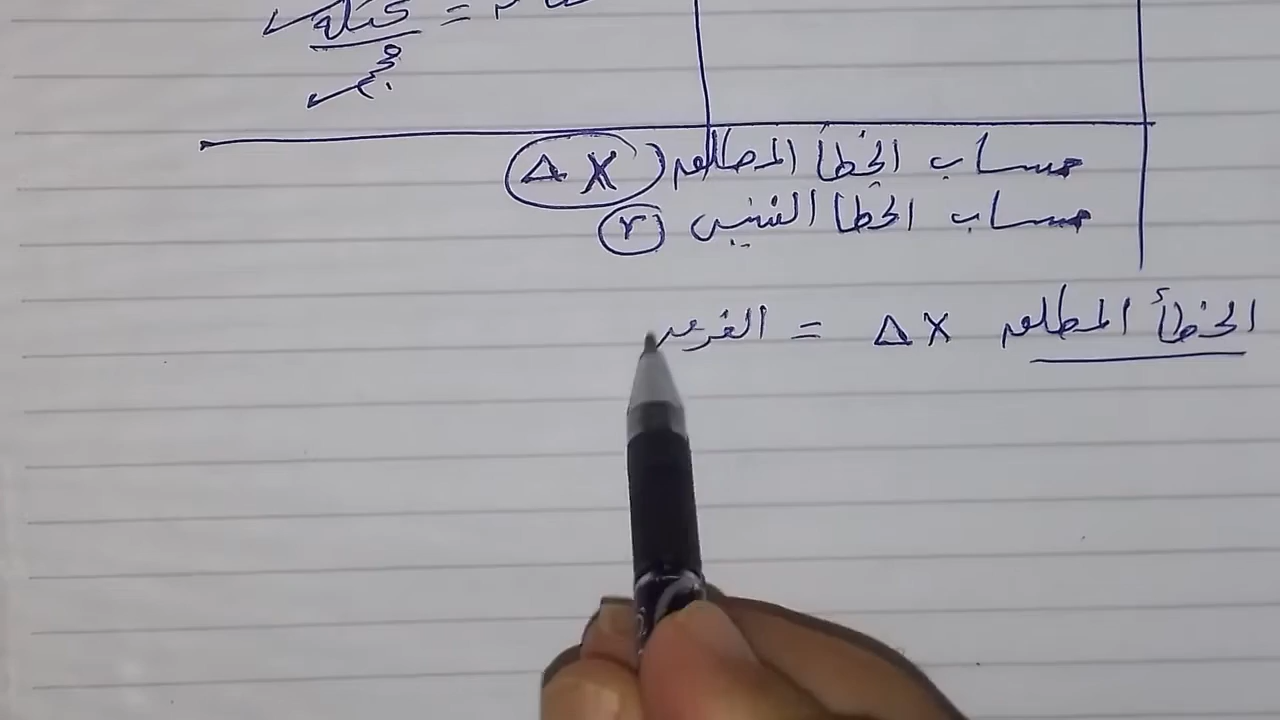 = كتلة
حجم
حساب الخطأ المطلق (ΔX
حساب الخطأ النسبي (r)
الخطأ المطلق ΔX = الفرق